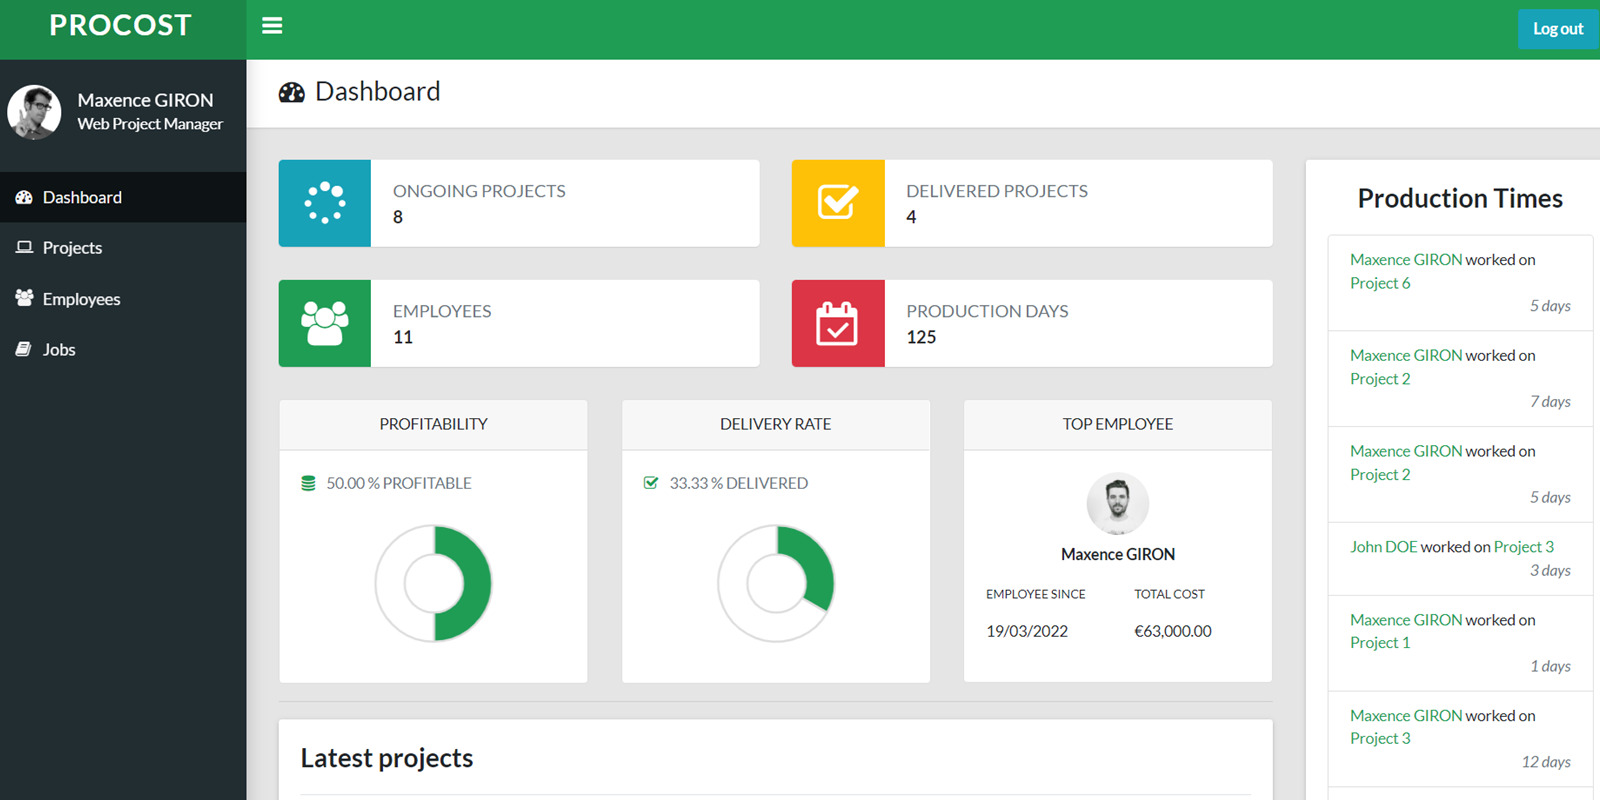 PROCOST
Log out
Maxence GIRON
Web Project Manager
Dashboard
Projects
Employees
Jobs
Dashboard
ONGOING PROJECTS
8
DELIVERED PROJECTS
4
EMPLOYEES
11
PRODUCTION DAYS
125
PROFITABILITY
50.00 % PROFITABLE
DELIVERY RATE
33.33 % DELIVERED
TOP EMPLOYEE
Maxence GIRON
EMPLOYEE SINCE
TOTAL COST
19/03/2022
€63,000.00
Latest projects
Production Times
Maxence GIRON worked on
Project 6
5 days
Maxence GIRON worked on
Project 2
7 days
Maxence GIRON worked on
Project 2
5 days
John DOE worked on Project 3
3 days
Maxence GIRON worked on
Project 1
1 days
Maxence GIRON worked on
Project 3
12 days